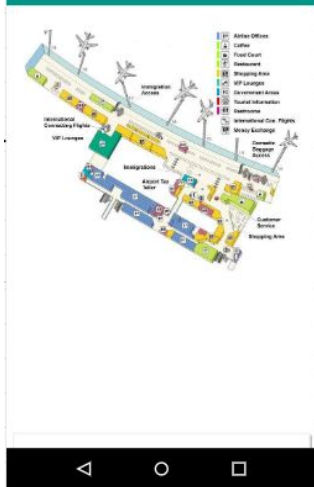 Airline Offices
Coffee
Food Court
Restaurant
Shopping Area
VIP Lounges
Government Areas
Tourist Information
Restrooms
International Con. Flights
Money Exchange
Immigration
Access
International
Connecting Flights
VIP Lounges
Domestic
Baggage
Access
Immigrations
Airport Tax
Teller
Customer
Service
Shopping Area